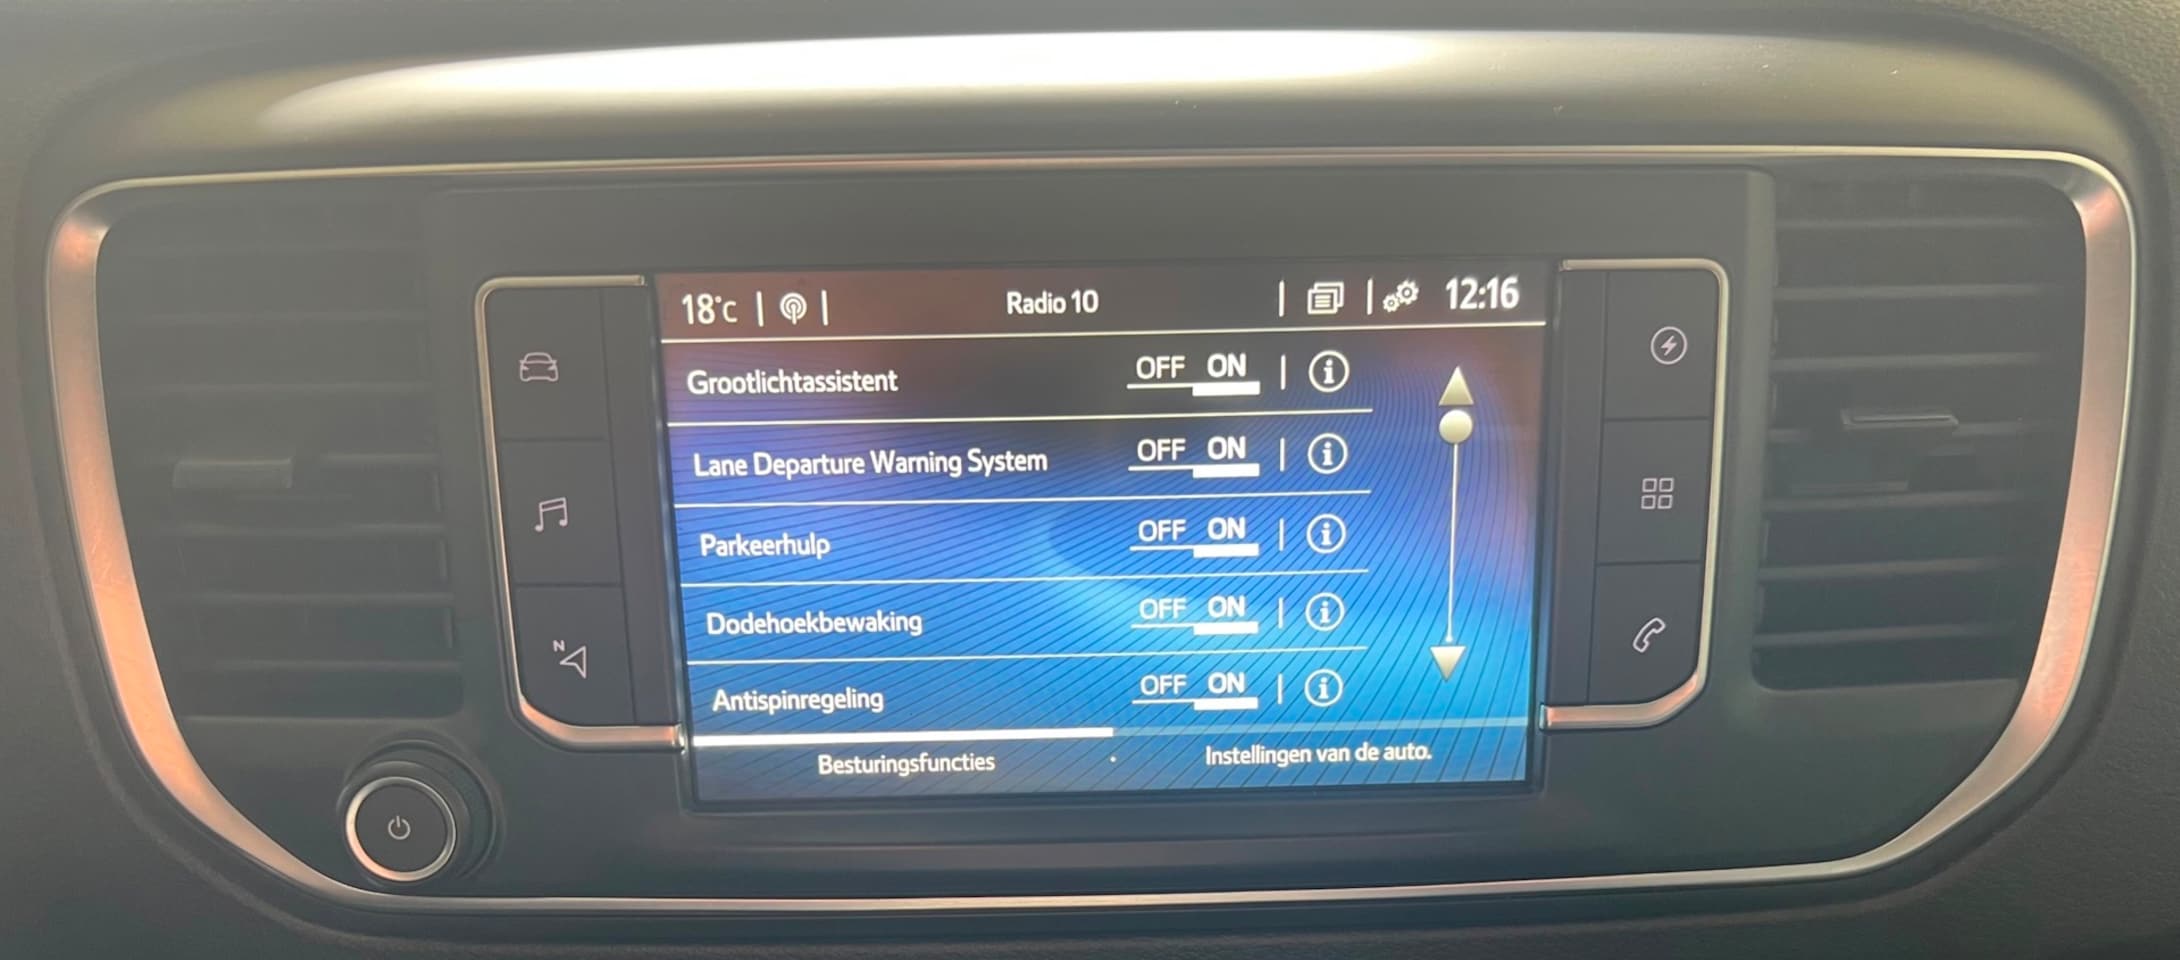 18°C | | Radio 10 | | 12:16
Grootlichtassistent OFF ON | i
Lane Departure Warning System OFF ON | i
Parkeerhulp OFF ON | i
Dodehoekbewaking OFF ON | i
Antispinregeling OFF ON | i
Besturingsfuncties · Instellingen van de auto.
N